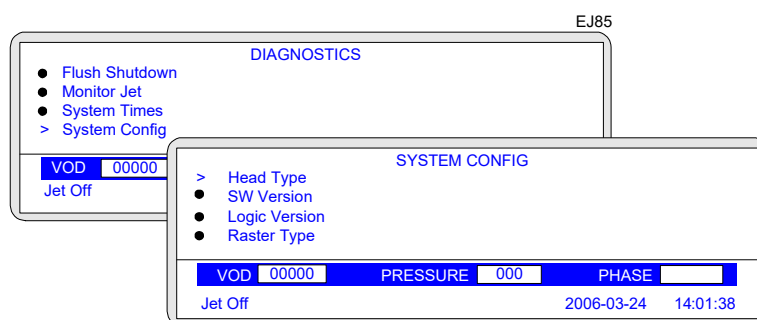 EJ85
DIAGNOSTICS
● Flush Shutdown
● Monitor Jet
● System Times
> System Config
VOD 00000
Jet Off
SYSTEM CONFIG
> Head Type
● SW Version
● Logic Version
● Raster Type
VOD 00000 PRESSURE 000 PHASE
Jet Off 2006-03-24 14:01:38